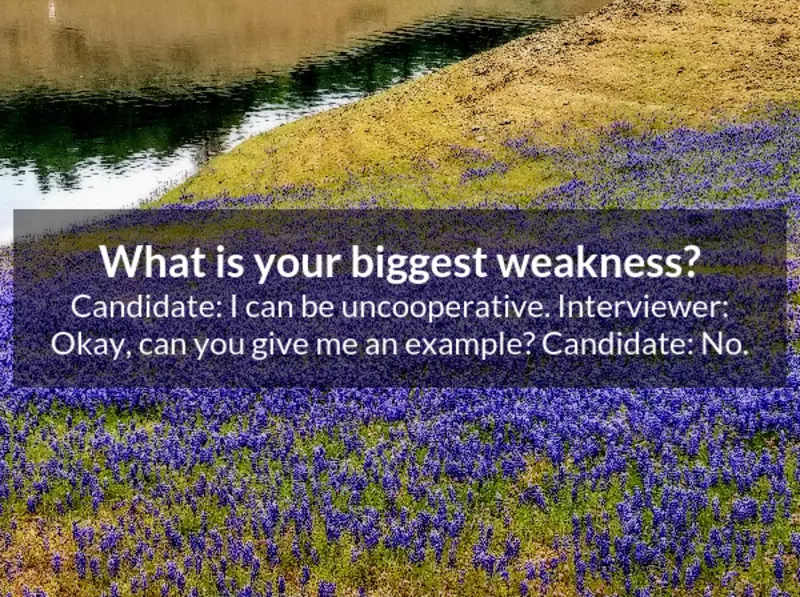 What is your biggest weakness?
Candidate: I can be uncooperative. Interviewer:
Okay, can you give me an example? Candidate: No.